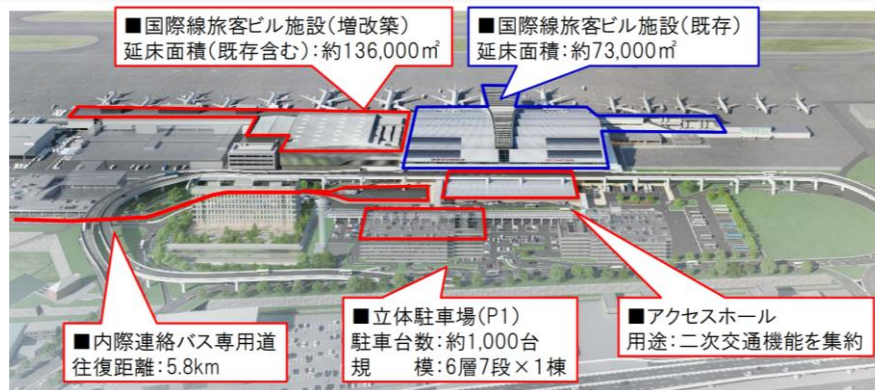 ■国際線旅客ビル施設(増改築)
延床面積(既存含む):約136,000㎡
■国際線旅客ビル施設(既存)
延床面積:約73,000㎡
■内際連絡バス専用道
往復距離:5.8km
■立体駐車場(P1)
駐車台数:約1,000台
規　模:6層7段×1棟
■アクセスホール
用途:二次交通機能を集約